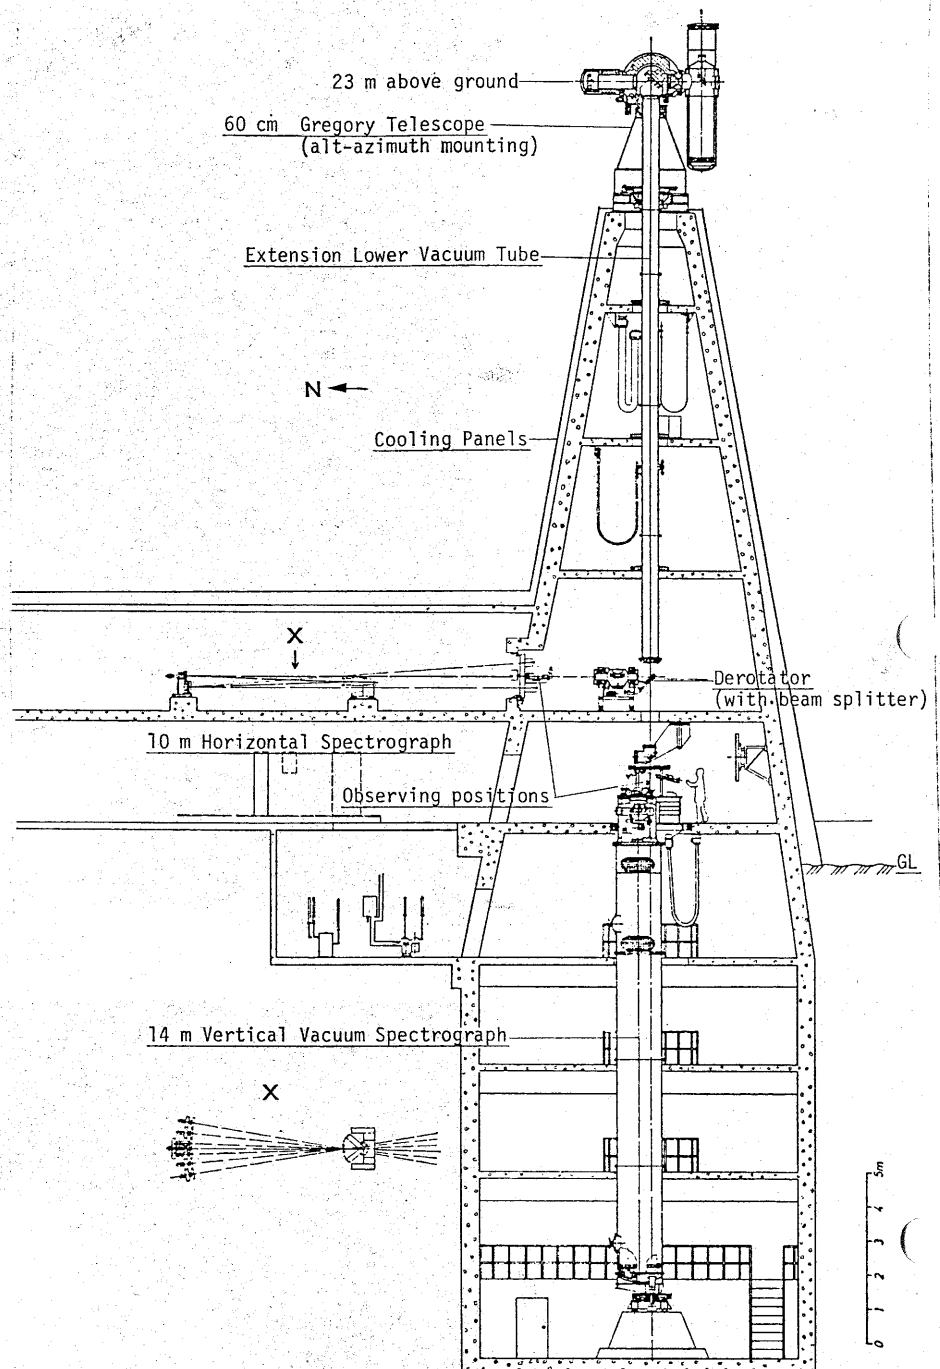 23 m above ground
60 cm Gregory Telescope
(alt-azimuth mounting)
Extension Lower Vacuum Tube
N
Cooling Panels
X
Derotator
(with beam splitter)
10 m Horizontal Spectrograph
Observing positions
GL
14 m Vertical Vacuum Spectrograph
X
5m
4
3
2
1
0